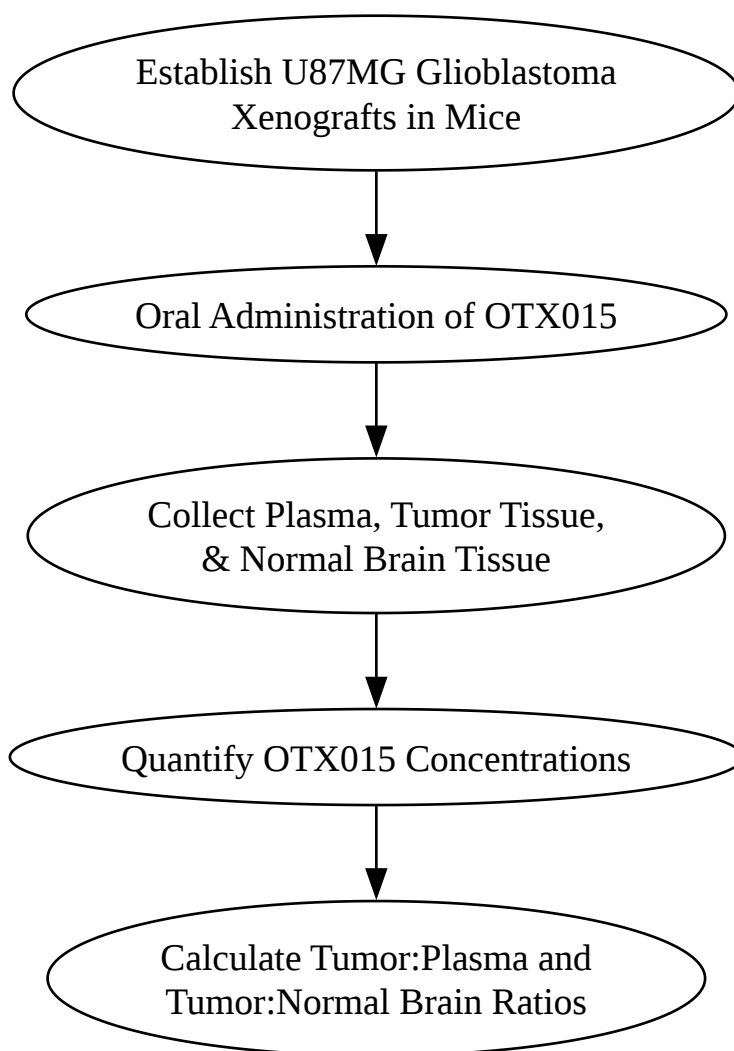 Establish U87MG Glioblastoma
Xenografts in Mice
Oral Administration of OTX015
Collect Plasma, Tumor Tissue,
& Normal Brain Tissue
Quantify OTX015 Concentrations
Calculate Tumor:Plasma and
Tumor:Normal Brain Ratios